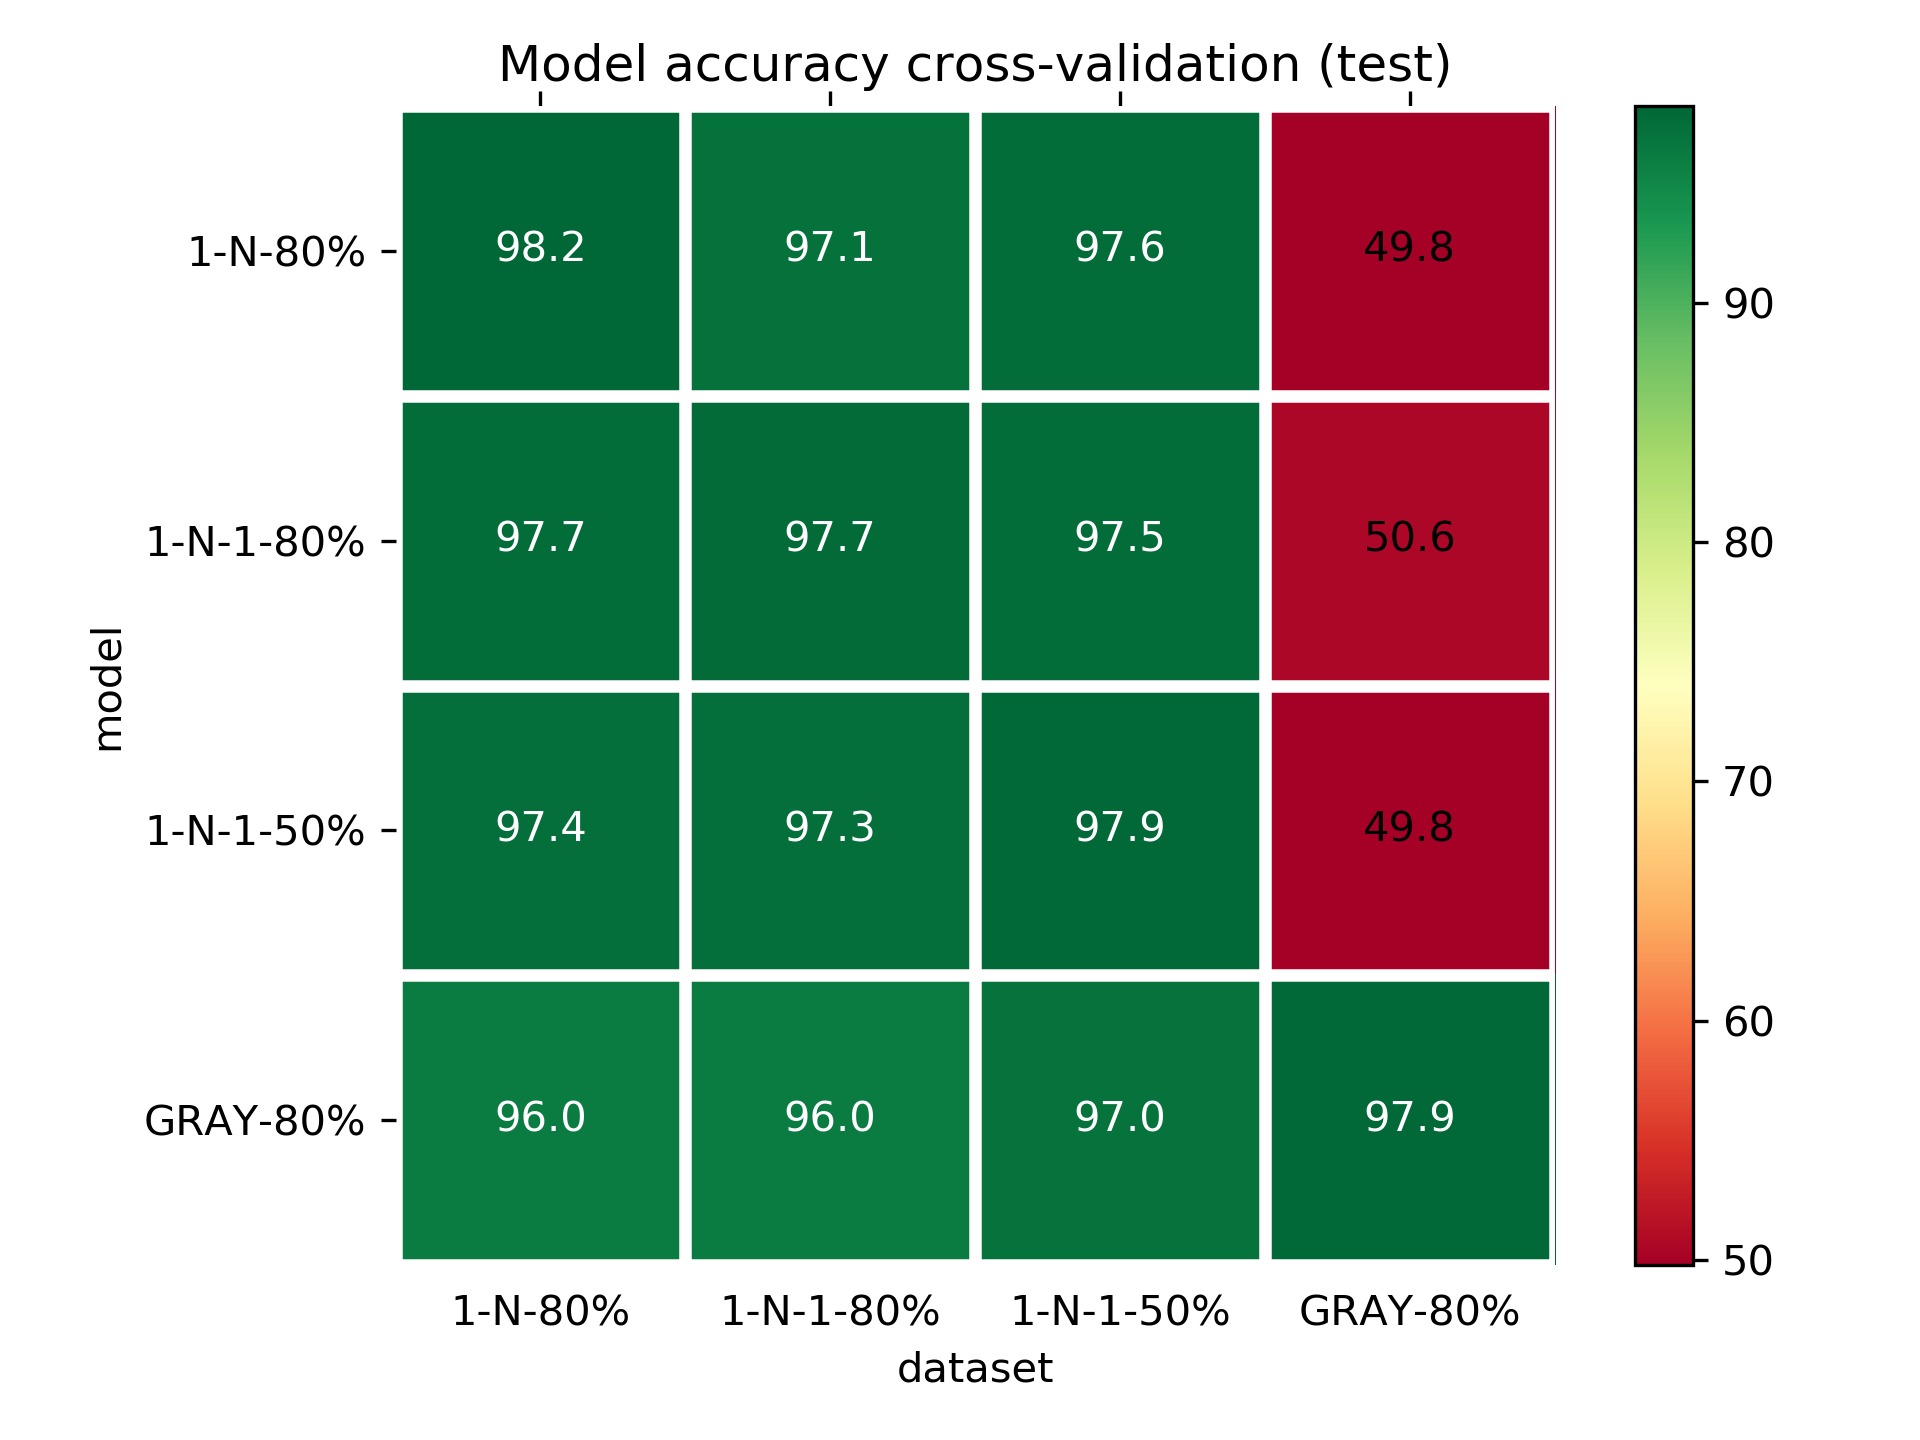 Model accuracy cross-validation (test)
1-N-80% 98.2 97.1 97.6 49.8
90
1-N-1-80% 97.7 97.7 97.5 50.6
80
model
70
1-N-1-50% 97.4 97.3 97.9 49.8
60
GRAY-80% 96.0 96.0 97.0 97.9
50
1-N-80% 1-N-1-80% 1-N-1-50% GRAY-80%
dataset